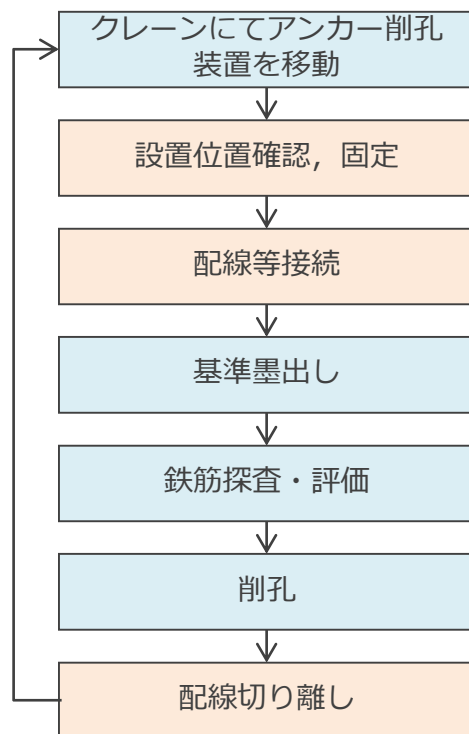 クレーンにてアンカー削孔
装置を移動
設置位置確認，固定
配線等接続
基準墨出し
鉄筋探査・評価
削孔
配線切り離し